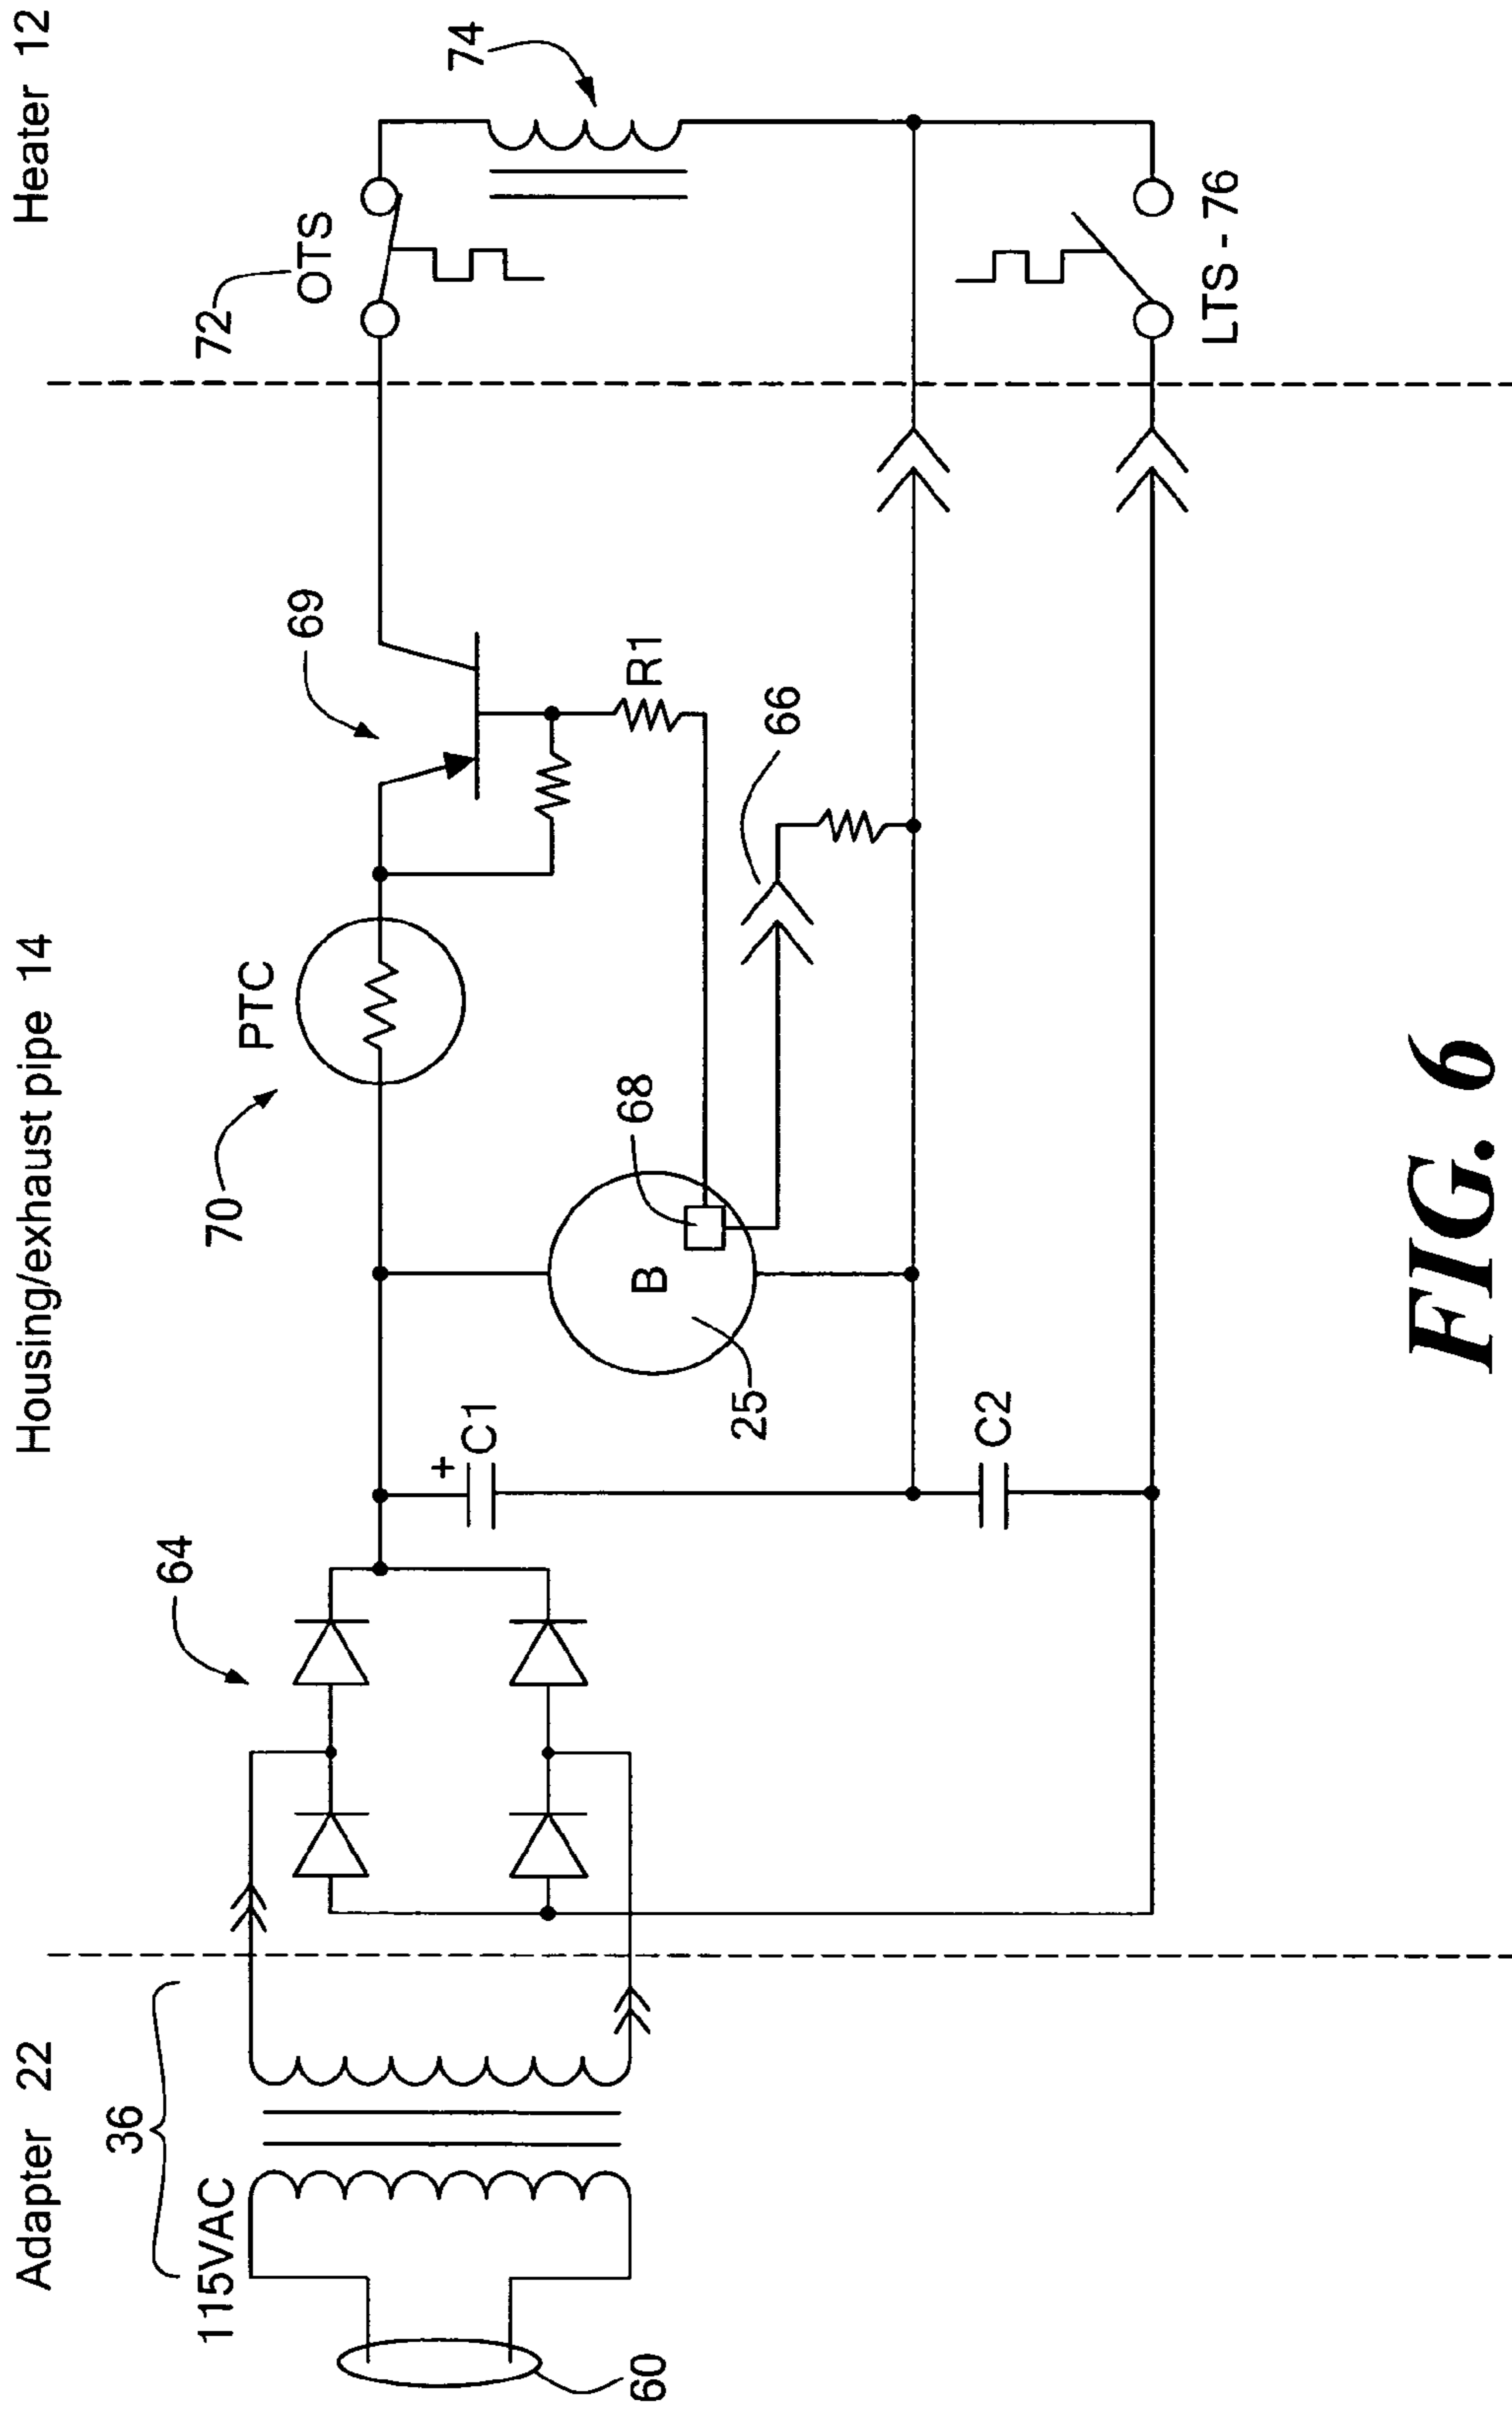 Adapter 22
Housing/exhaust pipe 14
Heater 12
36
115VAC
60
64
+
C1
C2
25
B
68
70
PTC
69
R1
66
72
OTS
74
LTS - 76
FIG. 6